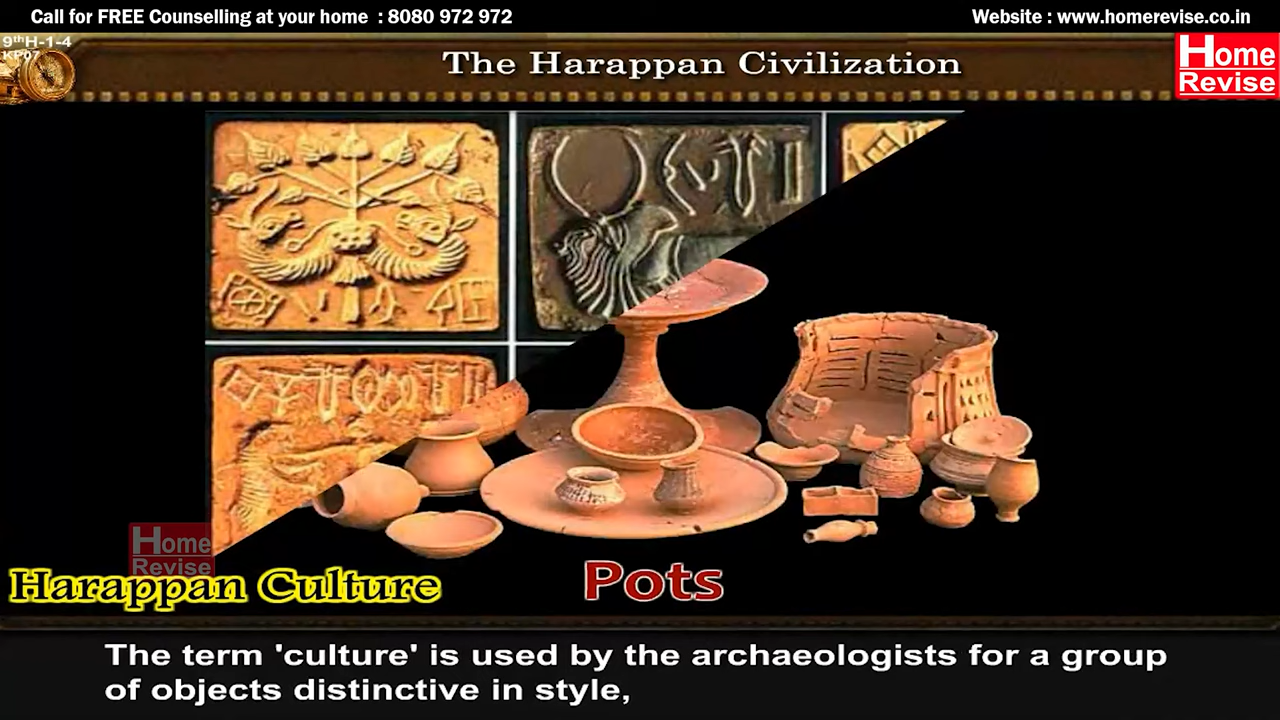 Call for FREE Counselling at your home : 8080 972 972
Website : www.homerevise.co.in
9thH-1-4
KP07
The Harappan Civilization
Home
Revise
Home
Revise
Harappan Culture
Pots
The term 'culture' is used by the archaeologists for a group
of objects distinctive in style,